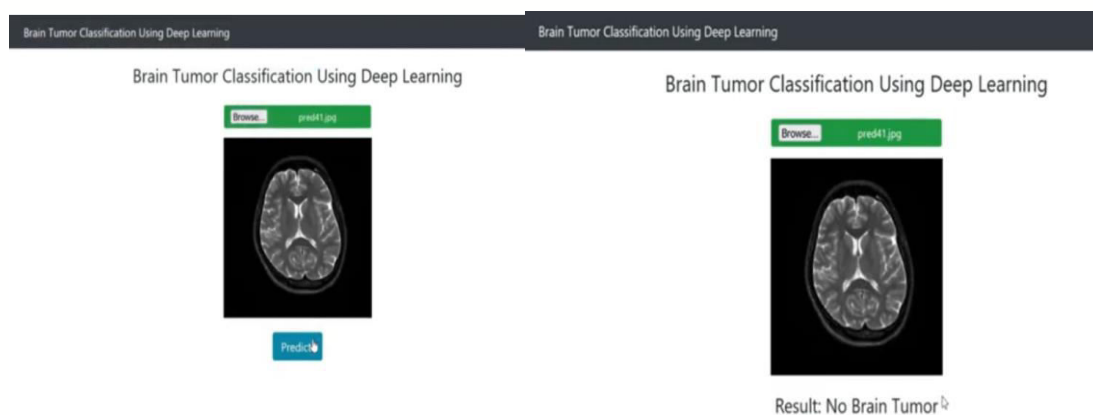 Brain Tumor Classification Using Deep Learning
Brain Tumor Classification Using Deep Learning
Browse... pred41.jpg
Predict
Brain Tumor Classification Using Deep Learning
Brain Tumor Classification Using Deep Learning
Browse... pred41.jpg
Result: No Brain Tumor